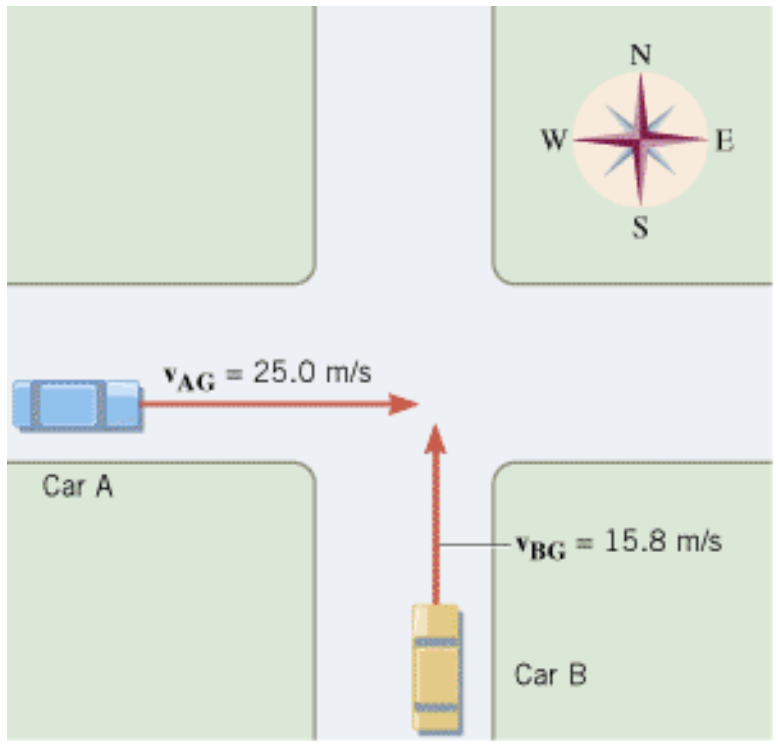 N
W E
S
vAG = 25.0 m/s
Car A
vBG = 15.8 m/s
Car B